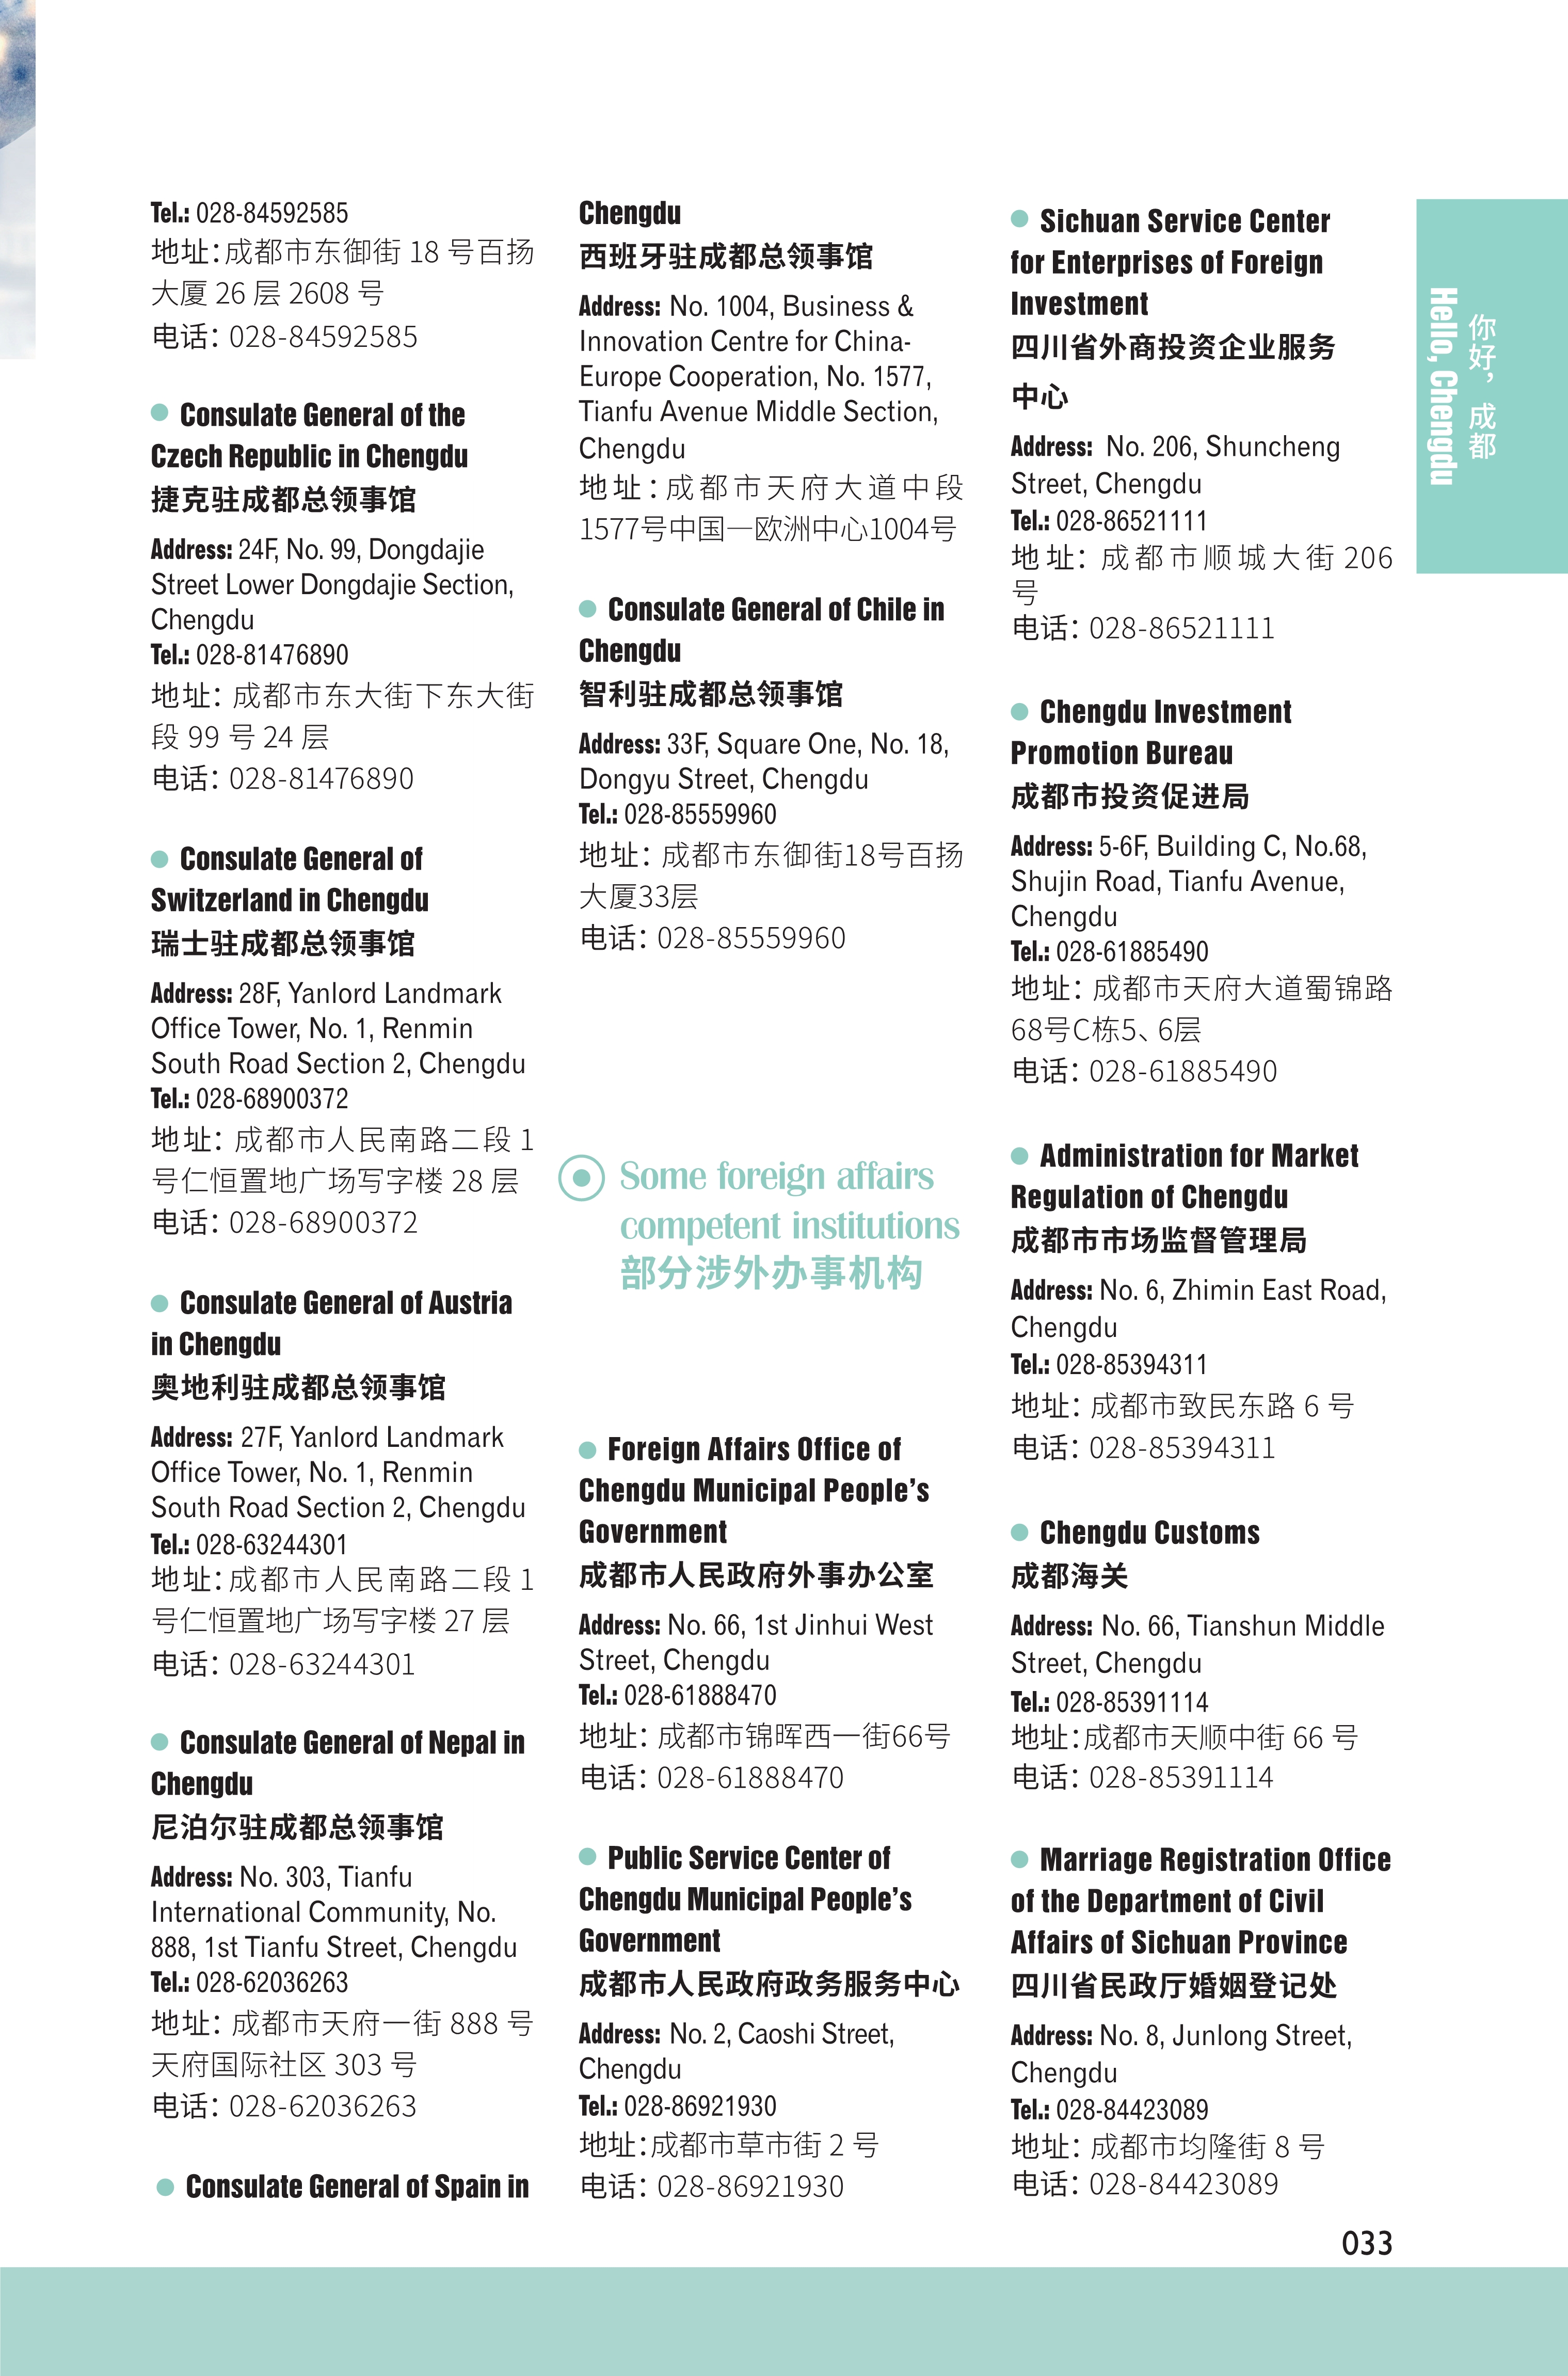 Tel.: 028-84592585
地址：成都市东御街 18 号百扬
大厦 26 层 2608 号
电话：028-84592585
Consulate General of the
Czech Republic in Chengdu
捷克驻成都总领事馆
Address: 24F, No. 99, Dongdajie
Street Lower Dongdajie Section,
Chengdu
Tel.: 028-81476890
地址：成都市东大街下东大街
段 99 号 24 层
电话：028-81476890
Consulate General of
Switzerland in Chengdu
瑞士驻成都总领事馆
Address: 28F, Yanlord Landmark
Office Tower, No. 1, Renmin
South Road Section 2, Chengdu
Tel.: 028-68900372
地址：成都市人民南路二段 1
号仁恒置地广场写字楼 28 层
电话：028-68900372
Consulate General of Austria
in Chengdu
奥地利驻成都总领事馆
Address: 27F, Yanlord Landmark
Office Tower, No. 1, Renmin
South Road Section 2, Chengdu
Tel.: 028-63244301
地址：成都市人民南路二段 1
号仁恒置地广场写字楼 27 层
电话：028-63244301
Consulate General of Nepal in
Chengdu
尼泊尔驻成都总领事馆
Address: No. 303, Tianfu
International Community, No.
888, 1st Tianfu Street, Chengdu
Tel.: 028-62036263
地址：成都市天府一街 888 号
天府国际社区 303 号
电话：028-62036263
Consulate General of Spain in
Chengdu
西班牙驻成都总领事馆
Address: No. 1004, Business &
Innovation Centre for China-
Europe Cooperation, No. 1577,
Tianfu Avenue Middle Section,
Chengdu
地址：成都市天府大道中段
1577号中国—欧洲中心1004号
Consulate General of Chile in
Chengdu
智利驻成都总领事馆
Address: 33F, Square One, No. 18,
Dongyu Street, Chengdu
Tel.: 028-85559960
地址：成都市东御街18号百扬
大厦33层
电话：028-85559960
Some foreign affairs
competent institutions
部分涉外办事机构
Foreign Affairs Office of
Chengdu Municipal People’s
Government
成都市人民政府外事办公室
Address: No. 66, 1st Jinhui West
Street, Chengdu
Tel.: 028-61888470
地址：成都市锦晖西一街66号
电话：028-61888470
Public Service Center of
Chengdu Municipal People’s
Government
成都市人民政府政务服务中心
Address: No. 2, Caoshi Street,
Chengdu
Tel.: 028-86921930
地址：成都市草市街 2 号
电话：028-86921930
Sichuan Service Center
for Enterprises of Foreign
Investment
四川省外商投资企业服务
中心
Address: No. 206, Shuncheng
Street, Chengdu
Tel.: 028-86521111
地址：成都市顺城大街 206
号
电话：028-86521111
Chengdu Investment
Promotion Bureau
成都市投资促进局
Address: 5-6F, Building C, No.68,
Shujin Road, Tianfu Avenue,
Chengdu
Tel.: 028-61885490
地址：成都市天府大道蜀锦路
68号C栋5、6层
电话：028-61885490
Administration for Market
Regulation of Chengdu
成都市市场监督管理局
Address: No. 6, Zhimin East Road,
Chengdu
Tel.: 028-85394311
地址：成都市致民东路 6 号
电话：028-85394311
Chengdu Customs
成都海关
Address: No. 66, Tianshun Middle
Street, Chengdu
Tel.: 028-85391114
地址：成都市天顺中街 66 号
电话：028-85391114
Marriage Registration Office
of the Department of Civil
Affairs of Sichuan Province
四川省民政厅婚姻登记处
Address: No. 8, Junlong Street,
Chengdu
Tel.: 028-84423089
地址：成都市均隆街 8 号
电话：028-84423089
你好，成都
Hello, Chengdu
033